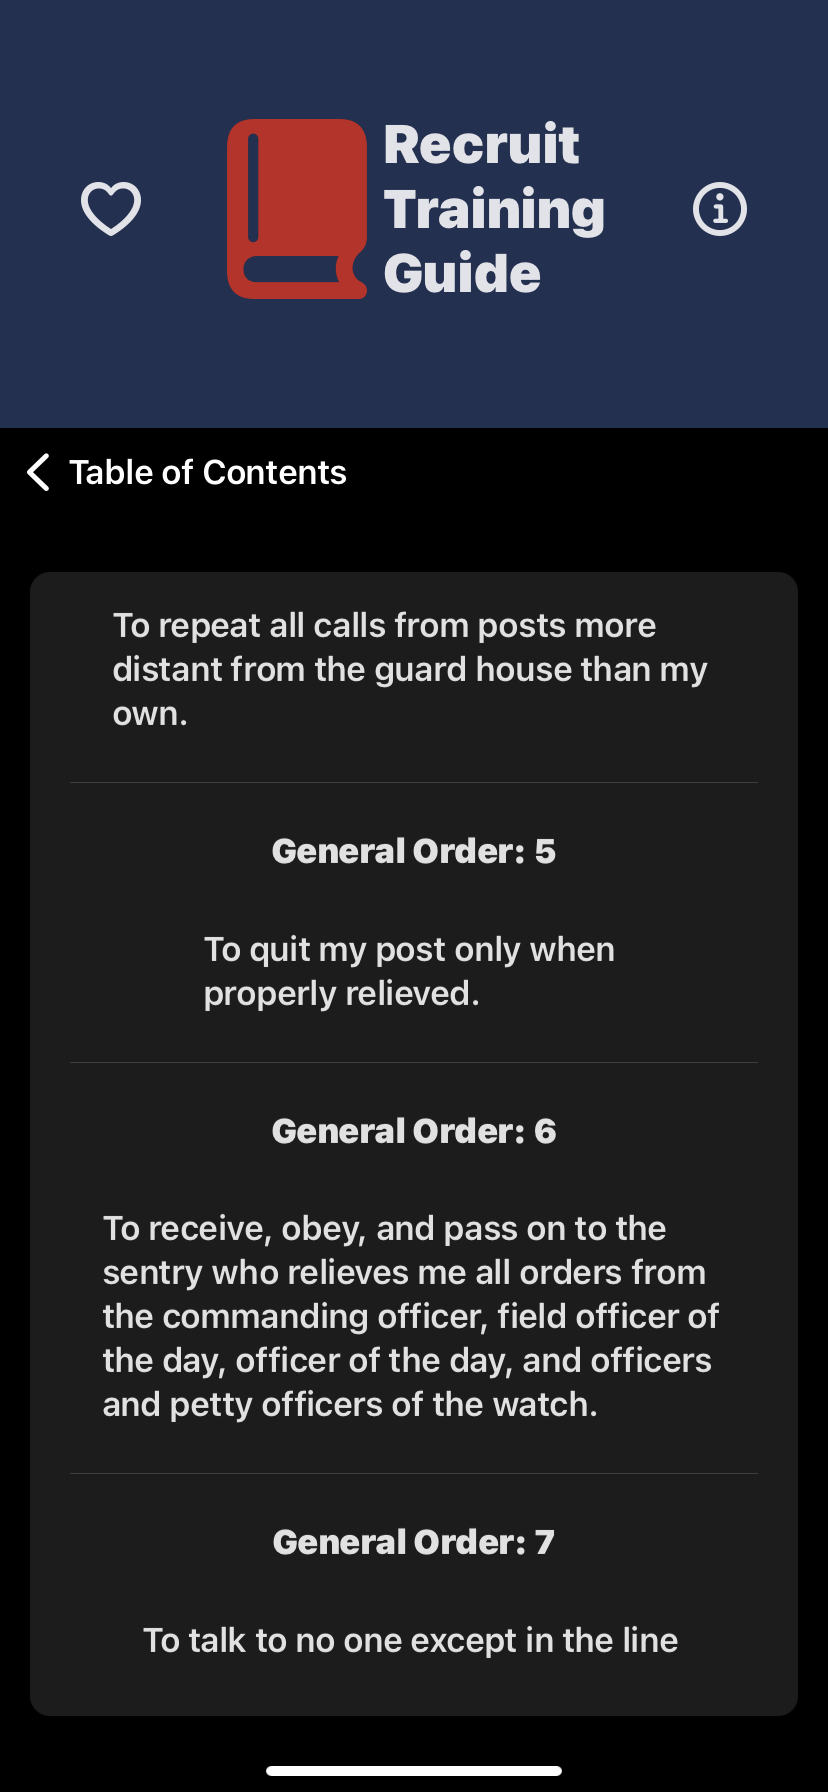 Recruit
Training
Guide
Table of Contents
To repeat all calls from posts more
distant from the guard house than my
own.
General Order: 5
To quit my post only when
properly relieved.
General Order: 6
To receive, obey, and pass on to the
sentry who relieves me all orders from
the commanding officer, field officer of
the day, officer of the day, and officers
and petty officers of the watch.
General Order: 7
To talk to no one except in the line